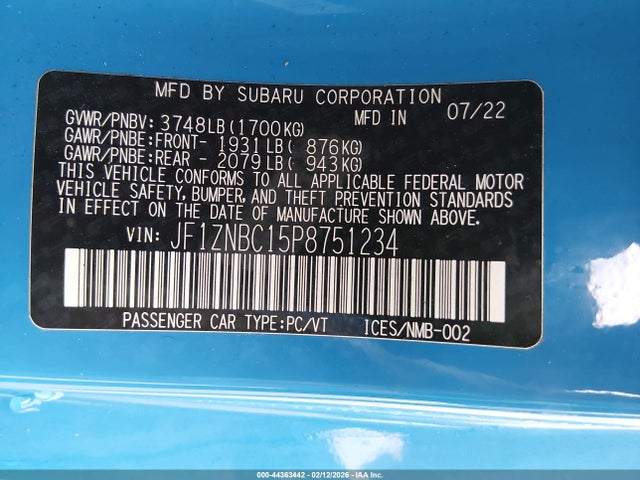 MFD BY SUBARU CORPORATION
GVWR/PNBV: 3748LB(1700KG) MFD IN 07/22
GAWR/PNBE:FRONT- 1931LB( 876KG)
GAWR/PNBE:REAR - 2079LB( 943KG)
THIS VEHICLE CONFORMS TO ALL APPLICABLE FEDERAL MOTOR
VEHICLE SAFETY, BUMPER, AND THEFT PREVENTION STANDARDS
IN EFFECT ON THE DATE OF MANUFACTURE SHOWN ABOVE.
VIN: JF1ZNBC15P8751234
PASSENGER CAR TYPE:PC/VT ICES/NMB-002
000-44363442 - 02/12/2026 - IAAI.COM